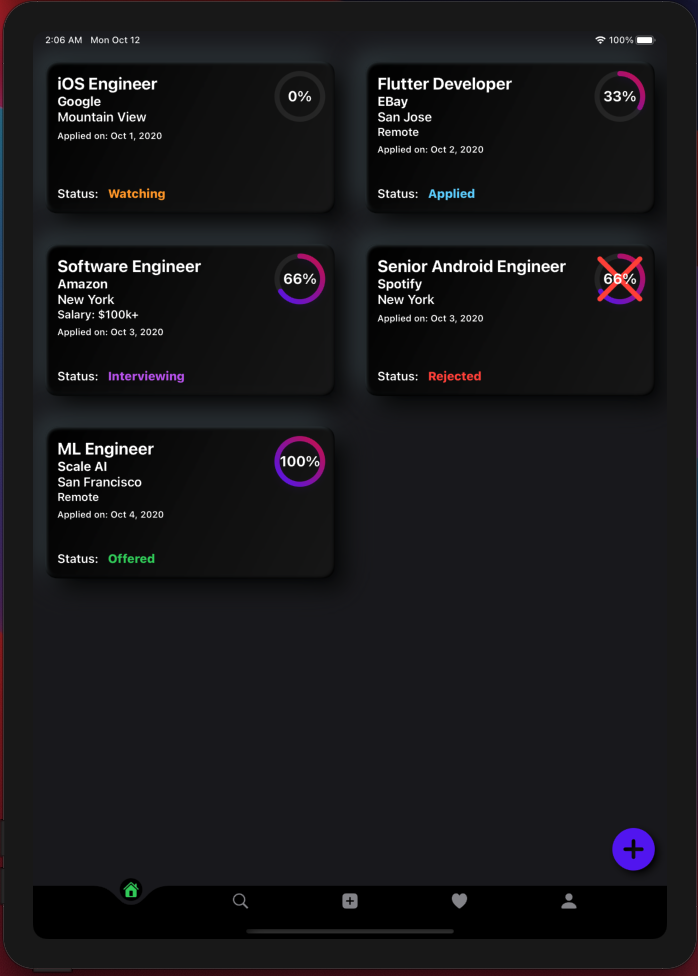 2:06 AM Mon Oct 12
100%
iOS Engineer
Google
Mountain View
Applied on: Oct 1, 2020
0%
Status: Watching
Flutter Developer
EBay
San Jose
Remote
Applied on: Oct 2, 2020
33%
Status: Applied
Software Engineer
Amazon
New York
Salary: $100k+
Applied on: Oct 3, 2020
66%
Status: Interviewing
Senior Android Engineer
Spotify
New York
Applied on: Oct 3, 2020
66%
Status: Rejected
ML Engineer
Scale AI
San Francisco
Remote
Applied on: Oct 4, 2020
100%
Status: Offered